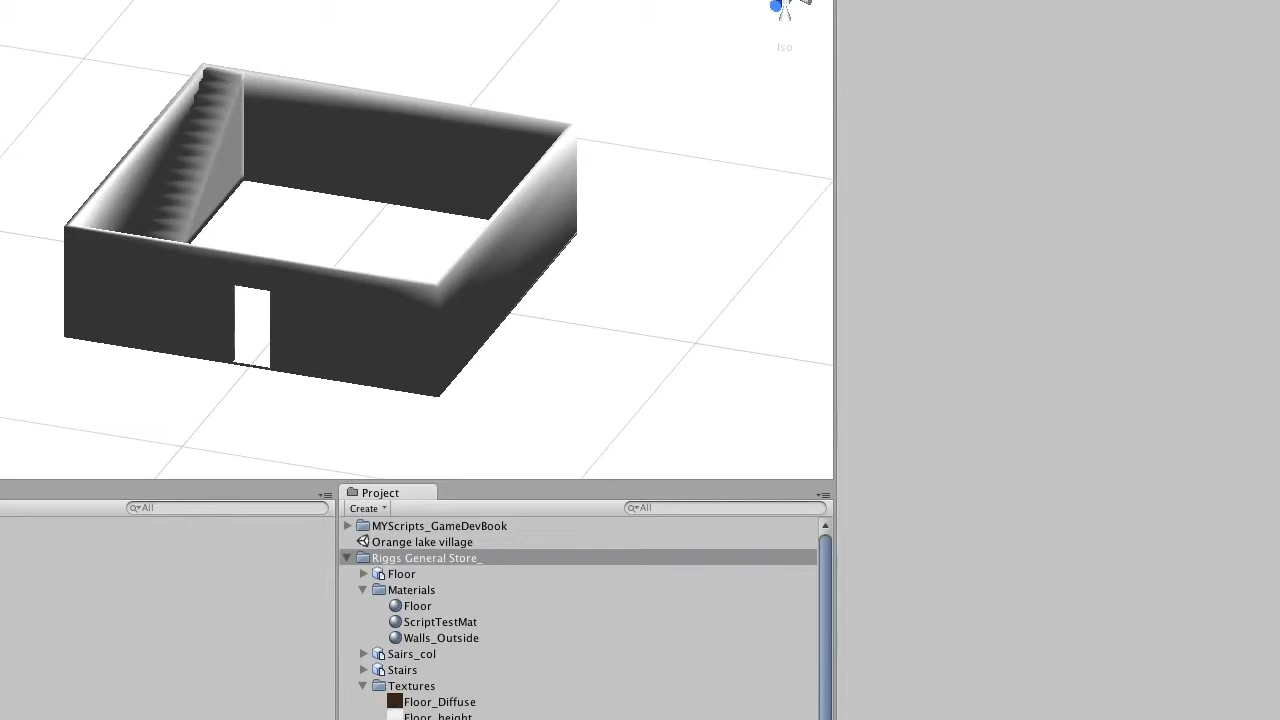 Iso
All
Project
Create
All
MYScripts_GameDevBook
Orange lake village
Riggs General Store_
Floor
Materials
Floor
ScriptTestMat
Walls_Outside
Sairs_col
Stairs
Textures
Floor_Diffuse
Floor_height